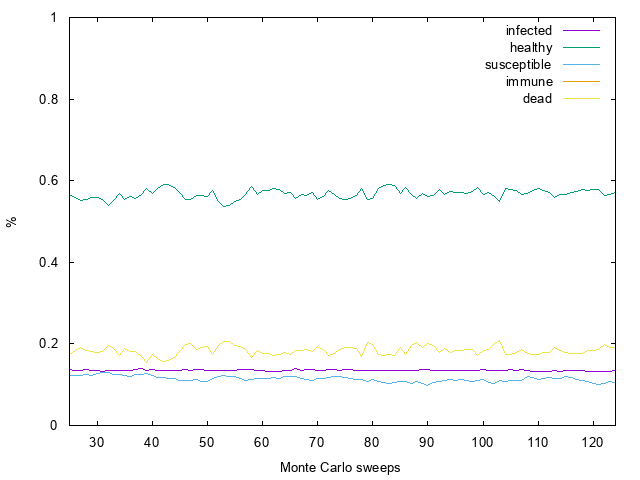 infected
healthy
susceptible
immune
dead
1
0.8
0.6
0.4
0.2
0
%
30 40 50 60 70 80 90 100 110 120
Monte Carlo sweeps